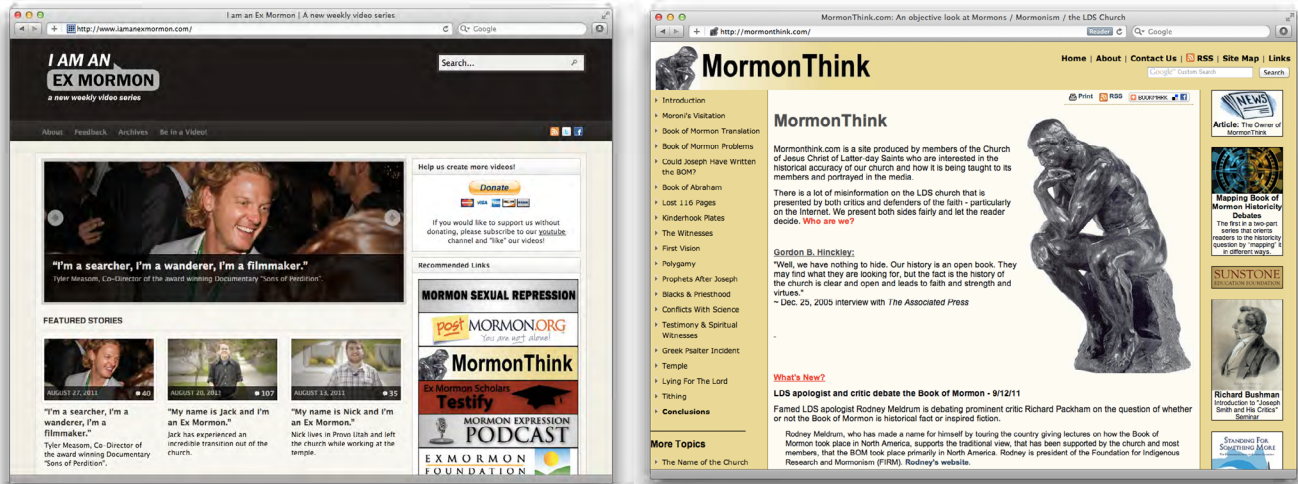 I am an Ex Mormon | A new weekly video series
http://www.iamanexmormon.com/
Google
I AM AN
EX MORMON
a new weekly video series
Search...
About Feedback Archives Be In a Video!
"I'm a searcher, I'm a wanderer, I'm a filmmaker."
Tyler Measom, Co-Director of the award winning Documentary "Sons of Perdition".
FEATURED STORIES
AUGUST 27, 2011 40
"I'm a searcher, I'm a
wanderer, I'm a
filmmaker."
Tyler Measom, Co-Director of
the award winning Documentary
"Sons of Perdition".
AUGUST 20, 2011 107
"My name is Jack and I'm
an Ex Mormon."
Jack has experienced an
incredible transition out of the
church.
AUGUST 13, 2011 35
"My name is Nick and I'm
an Ex Mormon."
Nick lives in Provo Utah and left
the church while working at the
temple.
Help us create more videos!
Donate
VISA
If you would like to support us without
donating, please subscribe to our youtube
channel and "like" our videos!
Recommended Links
MORMON SEXUAL REPRESSION
post MORMON.ORG
You are not alone!
MormonThink
Ex Mormon Scholars
Testify
MORMON EXPRESSION
PODCAST
EXMORMON
FOUNDATION
MormonThink.com: An objective look at Mormons / Mormonism / the LDS Church
http://mormonthink.com/
Reader
Google
MormonThink
Home | About | Contact Us | RSS | Site Map | Links
Google Custom Search
Search
Introduction
Moroni's Visitation
Book of Mormon Translation
Book of Mormon Problems
Could Joseph Have Written
the BOM?
Book of Abraham
Lost 116 Pages
Kinderhook Plates
The Witnesses
First Vision
Polygamy
Prophets After Joseph
Blacks & Priesthood
Conflicts With Science
Testimony & Spiritual
Witnesses
Greek Psalter Incident
Temple
Lying For The Lord
Tithing
Conclusions
More Topics
The Name of the Church
Print RSS BOOKMARK
MormonThink
Mormonthink.com is a site produced by members of the Church
of Jesus Christ of Latter-day Saints who are interested in the
historical accuracy of our church and how it is being taught to its
members and portrayed in the media.
There is a lot of misinformation on the LDS church that is
presented by both critics and defenders of the faith - particularly
on the Internet. We present both sides fairly and let the reader
decide. Who are we?
Gordon B. Hinckley:
"Well, we have nothing to hide. Our history is an open book. They
may find what they are looking for, but the fact is the history of
the church is clear and open and leads to faith and strength and
virtues."
~ Dec. 25, 2005 interview with The Associated Press
What's New?
LDS apologist and critic debate the Book of Mormon - 9/12/11
Famed LDS apologist Rodney Meldrum is debating prominent critic Richard Packham on the question of whether
or not the Book of Mormon is historical fact or inspired fiction.
Rodney Meldrum, who has made a name for himself by touring the country giving lectures on how the Book of
Mormon took place in North America, supports the traditional view, that has been supported by the church and most
members, that the BOM took place primarily in North America. Rodney is president of the Foundation for Indigenous
Research and Mormonism (FIRM). Rodney's website.
NEWS
Article: The Owner of
MormonThink
Mapping Book of
Mormon Historicity
Debates
The first in a two-part
series that orients
readers to the historicity
question by "mapping" it
in different ways.
SUNSTONE
EDUCATION FOUNDATION
Richard Bushman
Introduction to "Joseph
Smith and His Critics"
Seminar
STANDING FOR
SOMETHING MORE